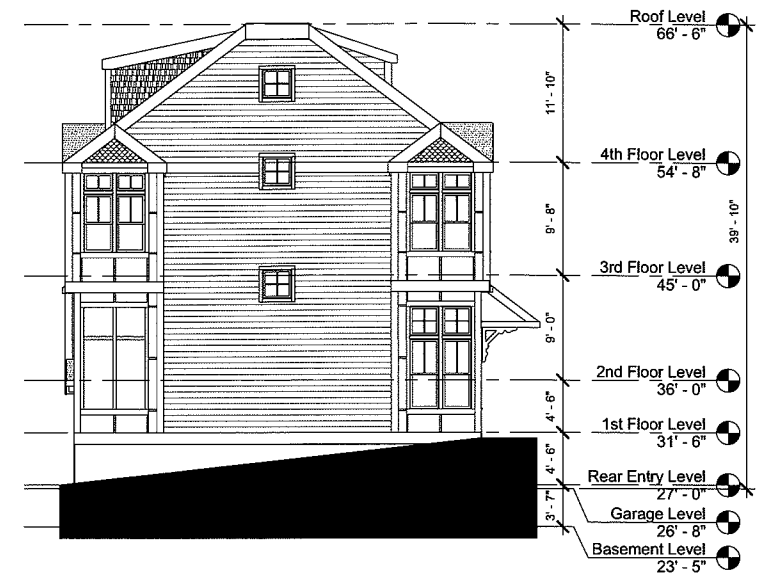 Roof Level
66' - 6"
11' - 10"
4th Floor Level
54' - 8"
9' - 8"
39' - 10"
3rd Floor Level
45' - 0"
9' - 0"
2nd Floor Level
36' - 0"
4' - 6"
1st Floor Level
31' - 6"
4' - 6"
Rear Entry Level
27' - 0"
3' - 7"
Garage Level
26' - 8"
Basement Level
23' - 5"